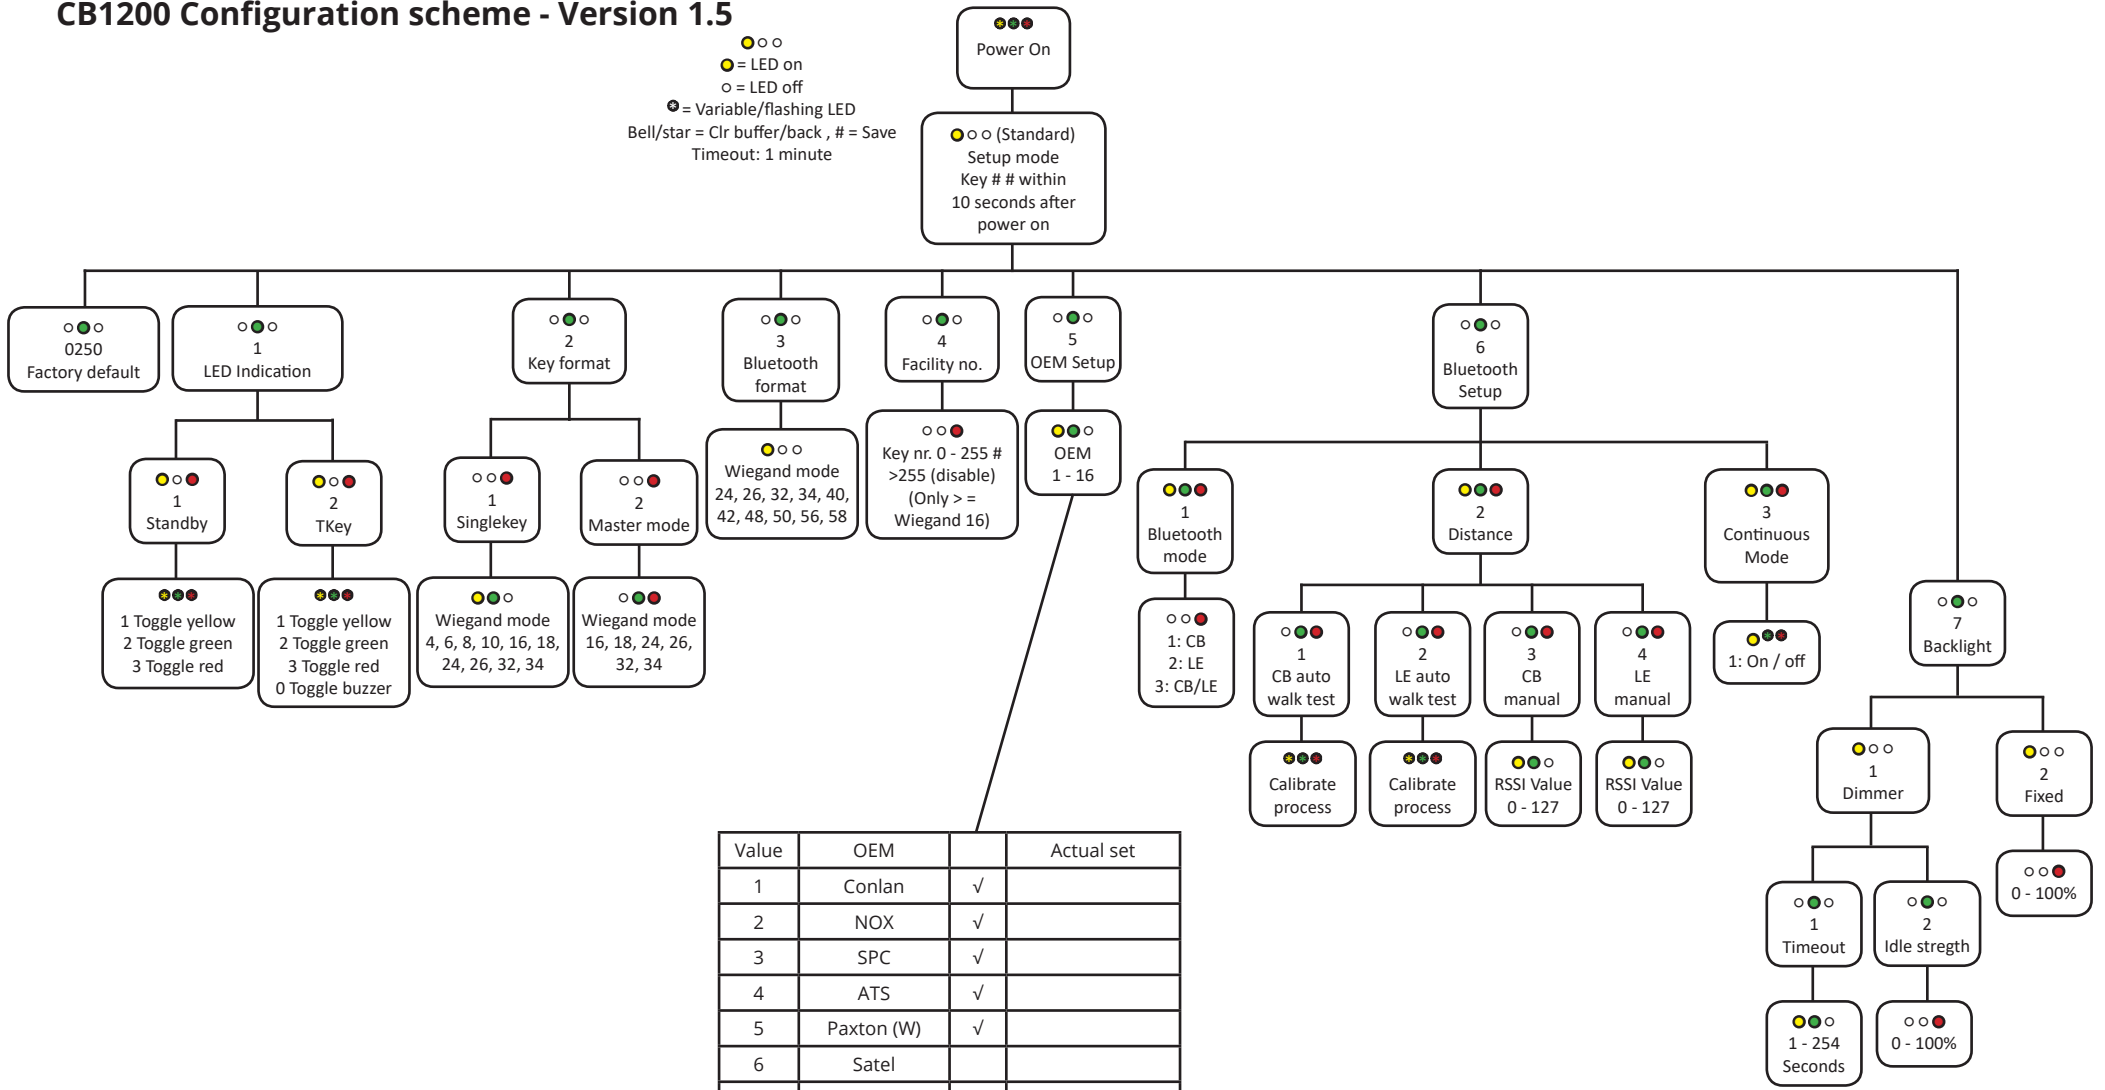 CB1200 Configuration scheme - Version 1.5
= LED on
= LED off
= Variable/flashing LED
Bell/star = Clr buffer/back , # = Save
Timeout: 1 minute
Power On
(Standard)
Setup mode
Key # # within
10 seconds after
power on
0250
Factory default
1
LED Indication
2
Key format
3
Bluetooth
format
4
Facility no.
5
OEM Setup
6
Bluetooth
Setup
1
Standby
2
TKey
1
Singlekey
2
Master mode
Wiegand mode
24, 26, 32, 34, 40,
42, 48, 50, 56, 58
Key nr. 0 - 255 #
>255 (disable)
(Only > =
Wiegand 16)
OEM
1 - 16
1
Bluetooth
mode
2
Distance
3
Continuous
Mode
1 Toggle yellow
2 Toggle green
3 Toggle red
1 Toggle yellow
2 Toggle green
3 Toggle red
0 Toggle buzzer
Wiegand mode
4, 6, 8, 10, 16, 18,
24, 26, 32, 34
Wiegand mode
16, 18, 24, 26,
32, 34
1: CB
2: LE
3: CB/LE
1
CB auto
walk test
2
LE auto
walk test
3
CB
manual
4
LE
manual
1: On / off
7
Backlight
Calibrate
process
Calibrate
process
RSSI Value
0 - 127
RSSI Value
0 - 127
1
Dimmer
2
Fixed
0 - 100%
1
Timeout
2
Idle stregth
1 - 254
Seconds
0 - 100%
Value OEM Actual set
1 Conlan √
2 NOX √
3 SPC √
4 ATS √
5 Paxton (W) √
6 Satel